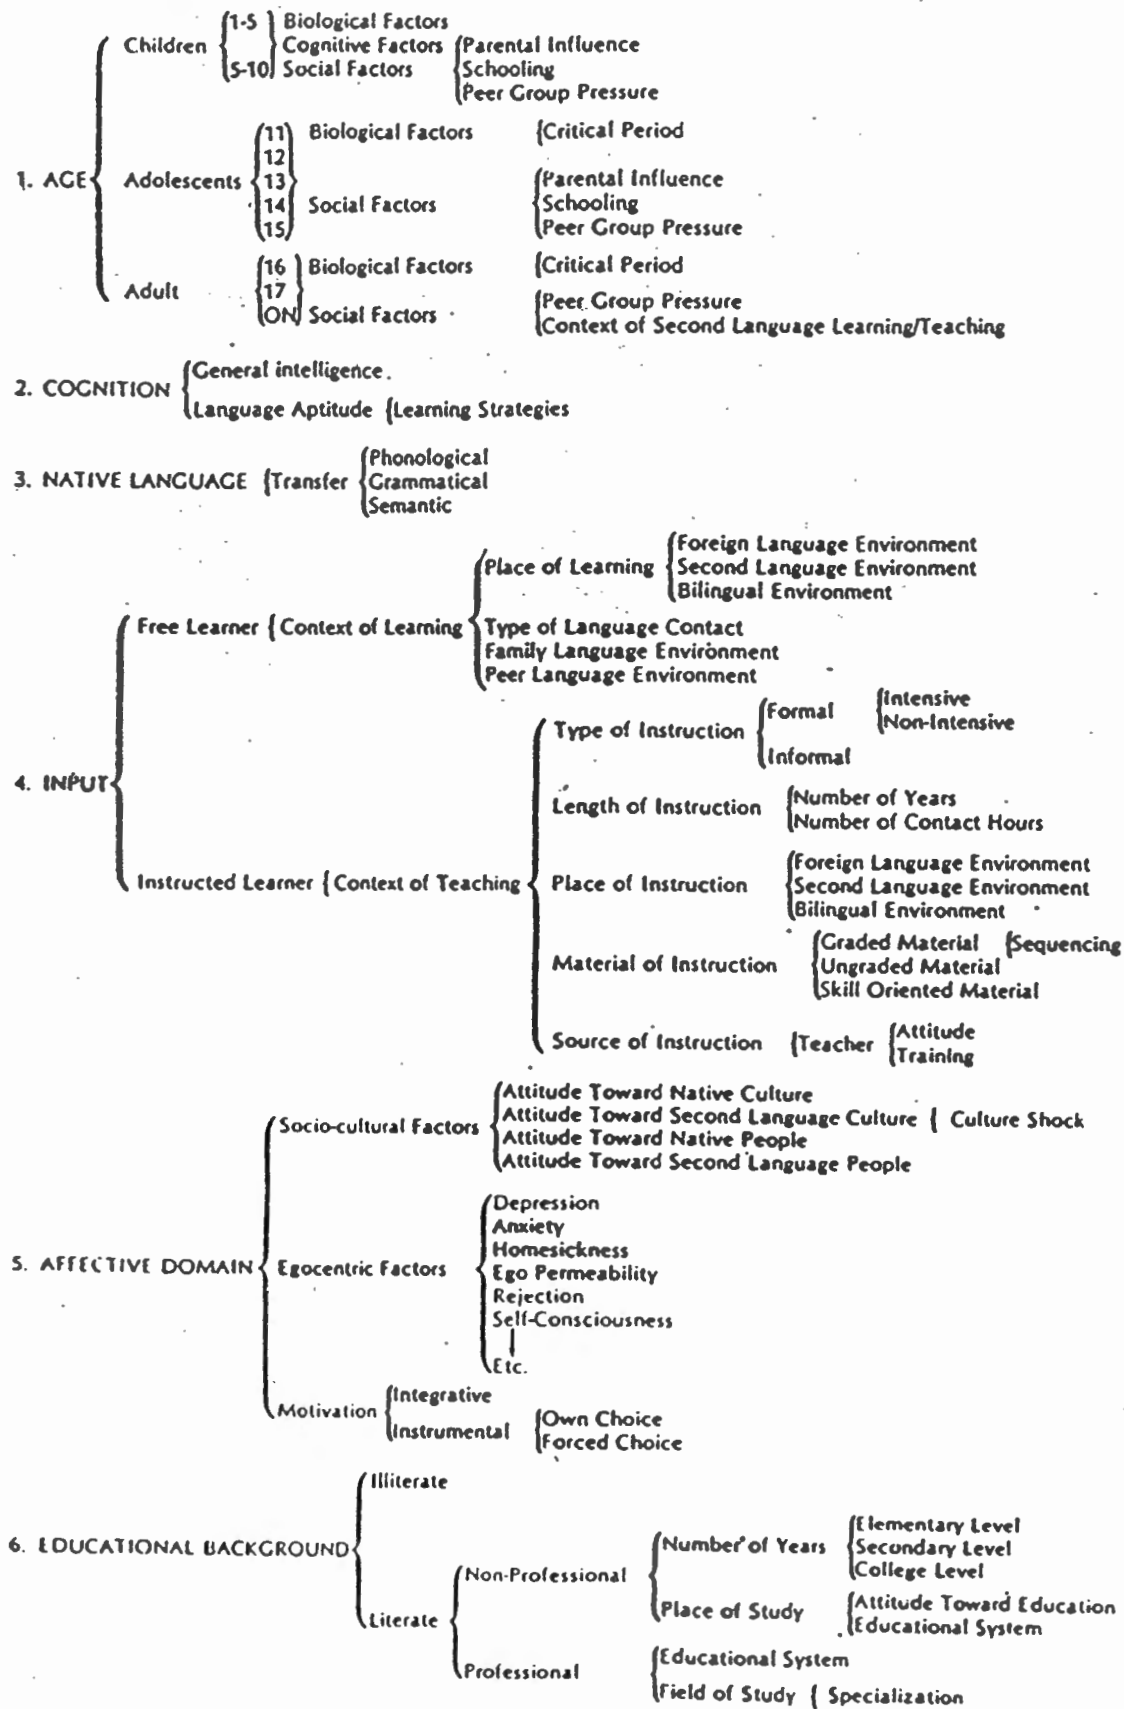 1-5 Biological Factors
Children Cognitive Factors Parental Influence
5-10 Social Factors Schooling
Peer Group Pressure
11 Biological Factors Critical Period
12
1. AGE Adolescents 13 Parental Influence
14 Social Factors Schooling
15 Peer Group Pressure
16 Biological Factors Critical Period
Adult 17 Peer Group Pressure
ON Social Factors Context of Second Language Learning/Teaching
General intelligence
2. COGNITION
Language Aptitude Learning Strategies
Phonological
3. NATIVE LANGUAGE Transfer Grammatical
Semantic
Foreign Language Environment
Place of Learning Second Language Environment
Bilingual Environment
Free Learner Context of Learning Type of Language Contact
Family Language Environment
Peer Language Environment
Intensive
Formal Non-Intensive
Type of Instruction
Informal
4. INPUT
Number of Years
Length of Instruction
Number of Contact Hours
Foreign Language Environment
Instructed Learner Context of Teaching Place of Instruction Second Language Environment
Bilingual Environment
Graded Material Sequencing
Material of Instruction Ungraded Material
Skill Oriented Material
Attitude
Source of Instruction Teacher
Training
Attitude Toward Native Culture
Socio-cultural Factors Attitude Toward Second Language Culture Culture Shock
Attitude Toward Native People
Attitude Toward Second Language People
Depression
Anxiety
Homesickness
5. AFFECTIVE DOMAIN Egocentric Factors Ego Permeability
Rejection
Self-Consciousness
Etc.
Integrative
Motivation
Instrumental Own Choice
Forced Choice
Illiterate
Elementary Level
6. EDUCATIONAL BACKGROUND Number of Years Secondary Level
College Level
Non-Professional
Attitude Toward Education
Literate Place of Study
Educational System
Educational System
Professional
Field of Study Specialization